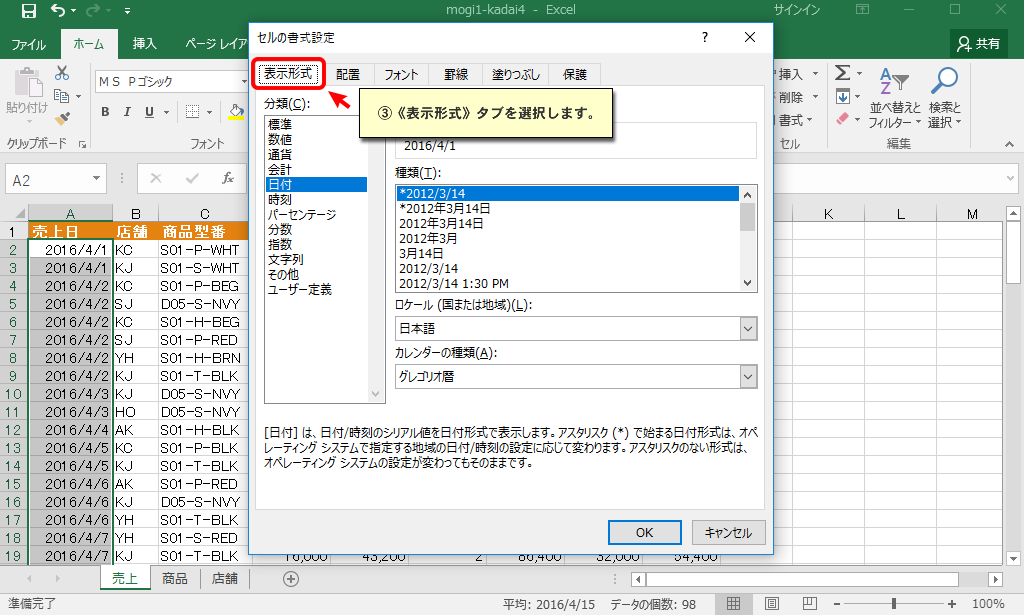 mogi1-kadai4 - Excel
サインイン
ファイル ホーム 挿入 ページ レイア
共有
貼り付け
クリップボード
ＭＳ Ｐゴシック
B I U
フォント
挿入
削除
書式
セル
並べ替えと
フィルター
検索と
選択
編集
A2
fx
セルの書式設定
?
表示形式 配置 フォント 罫線 塗りつぶし 保護
③《表示形式》タブを選択します。
分類(C):
標準
数値
通貨
会計
日付
時刻
パーセンテージ
分数
指数
文字列
その他
ユーザー定義
2016/4/1
種類(T):
*2012/3/14
*2012年3月14日
2012年3月14日
2012年3月
3月14日
2012/3/14
2012/3/14 1:30 PM
ロケール (国または地域)(L):
日本語
カレンダーの種類(A):
グレゴリオ暦
[日付] は、日付/時刻のシリアル値を日付形式で表示します。アスタリスク (*) で始まる日付形式は、オペ
レーティング システムで指定する地域の日付/時刻の設定に応じて変わります。アスタリスクのない形式は、
オペレーティング システムの設定が変わってもそのままです。
OK キャンセル
A B C K L M
1 売上日 店舗 商品型番
2 2016/4/1 KC S01-P-WHT
3 2016/4/1 KJ S01-S-WHT
4 2016/4/2 KC S01-P-BEG
5 2016/4/2 SJ D05-S-NVY
6 2016/4/2 KC S01-H-BEG
7 2016/4/2 SJ S01-P-RED
8 2016/4/2 YH S01-H-BRN
9 2016/4/2 KJ S01-T-BLK
10 2016/4/3 KJ D05-S-NVY
11 2016/4/3 HO D05-S-NVY
12 2016/4/4 AK S01-H-BLK
13 2016/4/5 KC S01-P-BLK
14 2016/4/5 KJ S01-T-BLK
15 2016/4/6 AK S01-P-RED
16 2016/4/6 KJ D05-S-NVY
17 2016/4/6 YH S01-T-BLK
18 2016/4/7 YH S01-S-RED
19 2016/4/7 KJ S01-T-BLK 16,000 43,200 2 86,400 32,000 54,400
売上 商品 店舗
準備完了
平均: 2016/4/15 データの個数: 98
100%